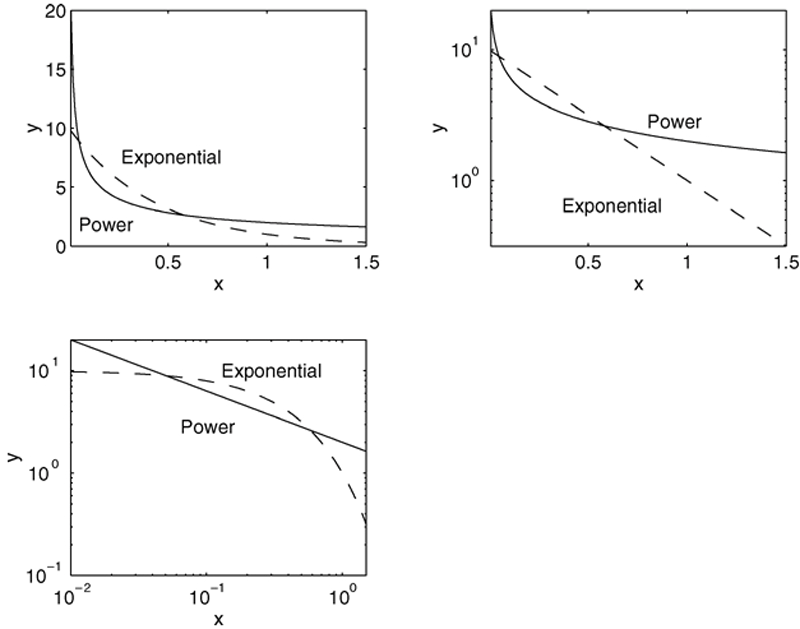 20
15
y
10
5
0
Exponential
Power
0.5
1
1.5
x
10^1
y
10^0
Power
Exponential
0.5
1
1.5
x
10^1
y
10^0
10^-1
Exponential
Power
10^-2
10^-1
10^0
x